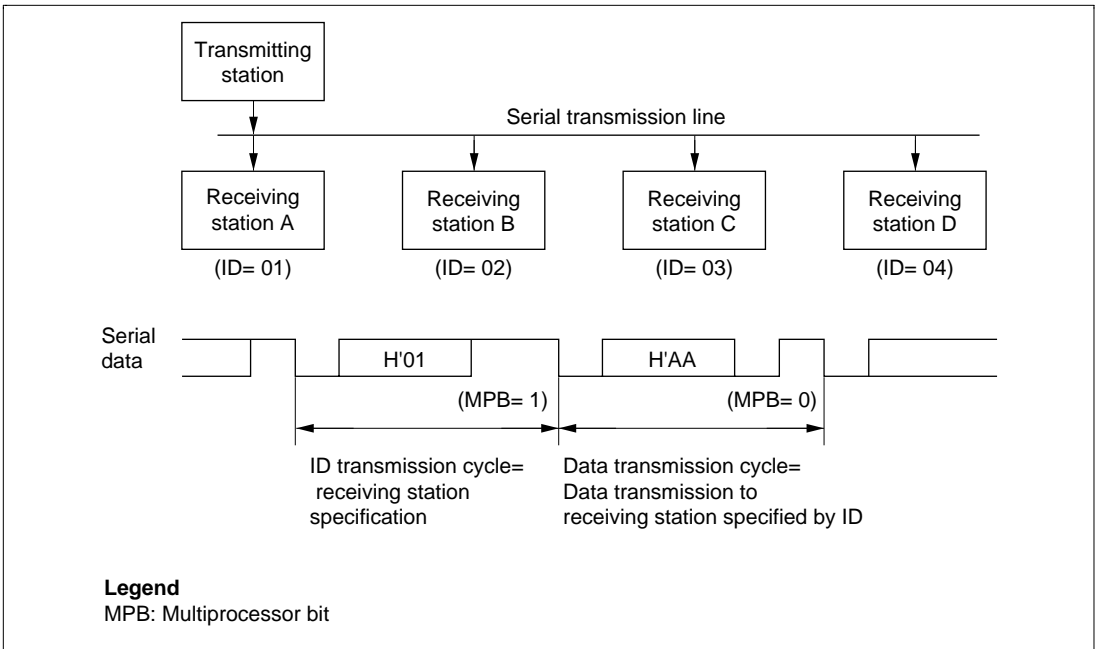 Transmitting
station
Serial transmission line
Receiving
station A
Receiving
station B
Receiving
station C
Receiving
station D
(ID= 01)
(ID= 02)
(ID= 03)
(ID= 04)
Serial
data
H'01
H'AA
(MPB= 1)
(MPB= 0)
ID transmission cycle=
receiving station
specification
Data transmission cycle=
Data transmission to
receiving station specified by ID
Legend
MPB: Multiprocessor bit